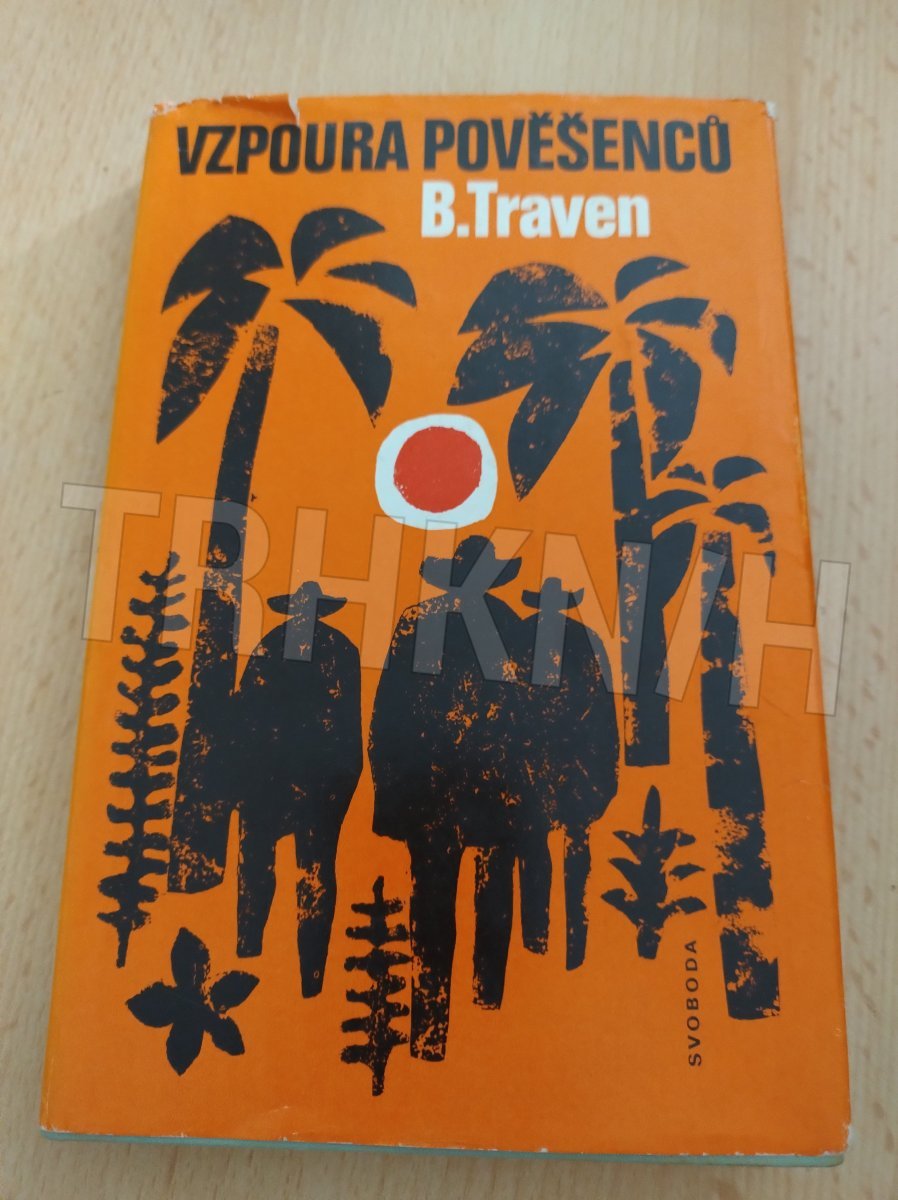 VZPOURA POVĚŠENCŮ
B.Traven
TRHKNIH
SVOBODA